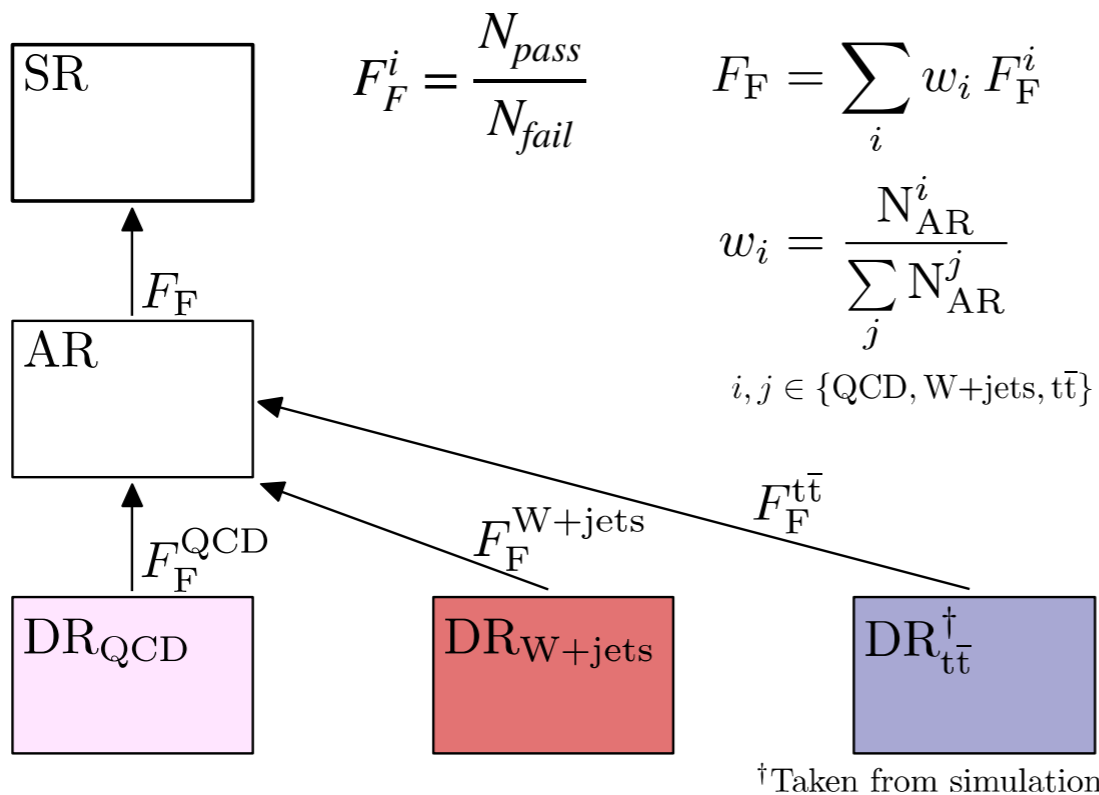 SR
F_F^i = N_pass / N_fail
F_F = ∑_i w_i F_F^i
w_i = N_AR^i / ∑_j N_AR^j
F_F
AR
i, j ∈ {QCD, W+jets, tt̄}
F_F^QCD
F_F^W+jets
F_F^tt̄
DR_QCD
DR_W+jets
DR_tt̄^†
†Taken from simulation